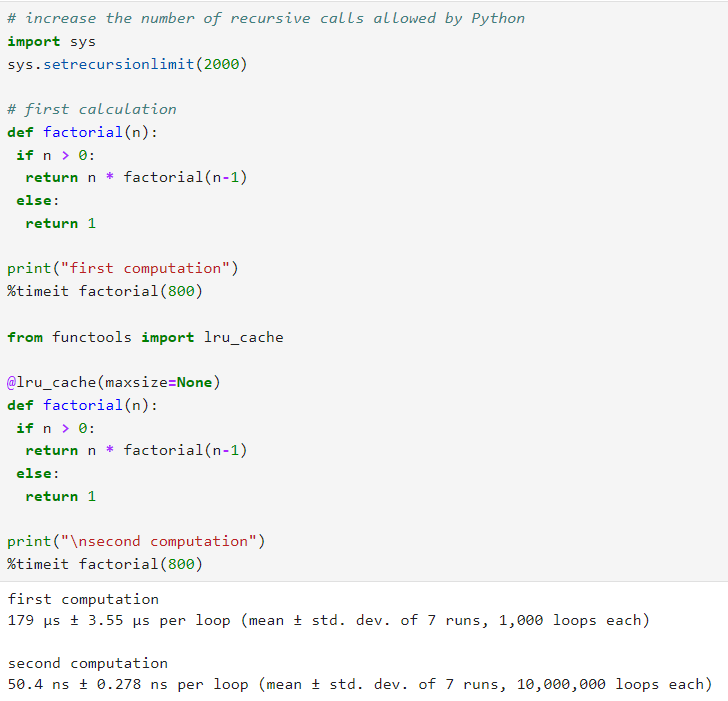 # increase the number of recursive calls allowed by Python
import sys
sys.setrecursionlimit(2000)

# first calculation
def factorial(n):
 if n > 0:
  return n * factorial(n-1)
 else:
  return 1

print("first computation")
%timeit factorial(800)

from functools import lru_cache

@lru_cache(maxsize=None)
def factorial(n):
 if n > 0:
  return n * factorial(n-1)
 else:
  return 1

print("\nsecond computation")
%timeit factorial(800)
first computation
179 µs ± 3.55 µs per loop (mean ± std. dev. of 7 runs, 1,000 loops each)

second computation
50.4 ns ± 0.278 ns per loop (mean ± std. dev. of 7 runs, 10,000,000 loops each)